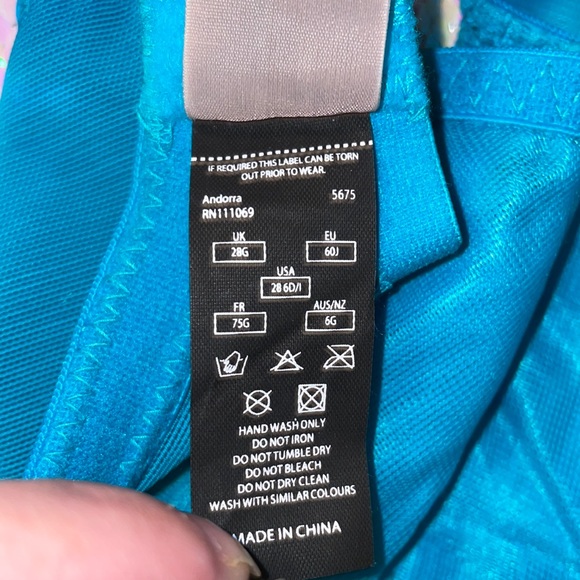 IF REQUIRED THIS LABEL CAN BE TORN
OUT PRIOR TO WEAR.
Andorra 5675
RN111069
UK EU
28G 60J
USA
28 6D/I
FR AUS/NZ
75G 6G
HAND WASH ONLY
DO NOT IRON
DO NOT TUMBLE DRY
DO NOT BLEACH
DO NOT DRY CLEAN
WASH WITH SIMILAR COLOURS
MADE IN CHINA